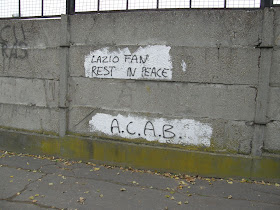 LAZIO FAN
REST IN PEACE
A.C.A.B.